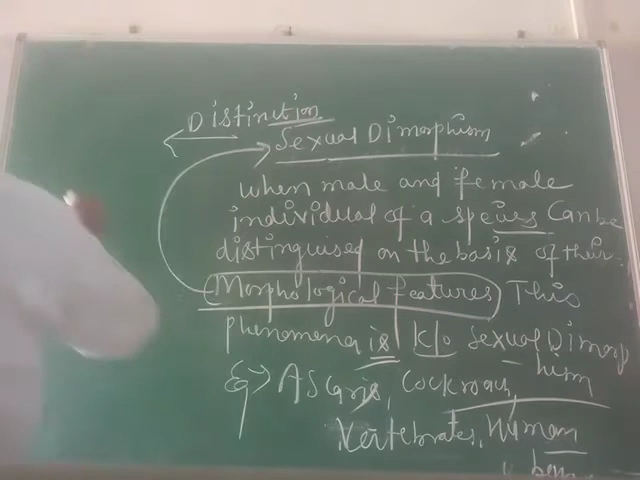 Distinction
Sexual Dimorphism
When male and female
individual of a species Can be
distinguised on the basis of their
Morphological features This
phenomena is K/o Sexual Dimorp
hism
Eg> AScaris, Cockroach,
Vertebrates, Human